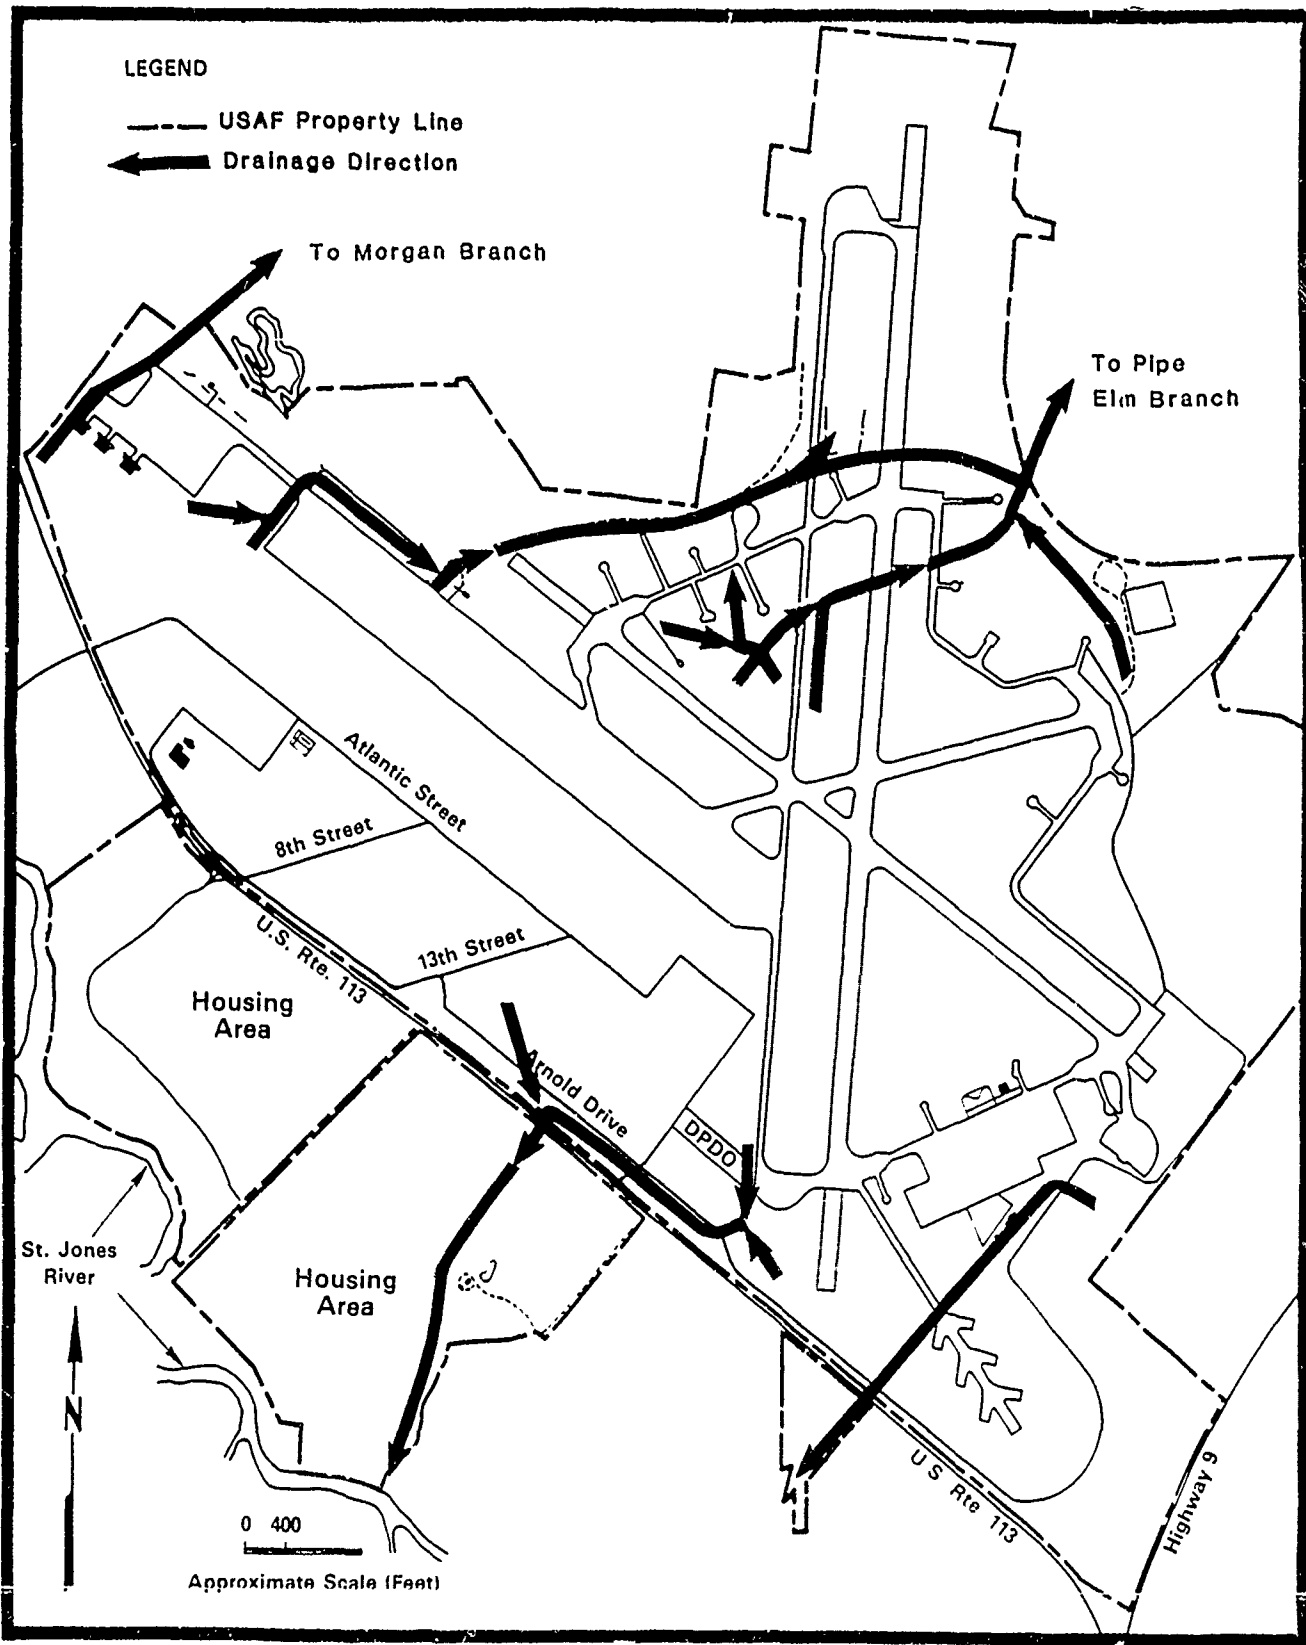 LEGEND
USAF Property Line
Drainage Direction
To Morgan Branch
To Pipe
Elm Branch
Atlantic Street
8th Street
13th Street
U.S. Rte. 113
Housing
Area
Arnold Drive
DPDO
St. Jones
River
Housing
Area
N
0 400
Approximate Scale (Feet)
U S Rte 113
Highway 9